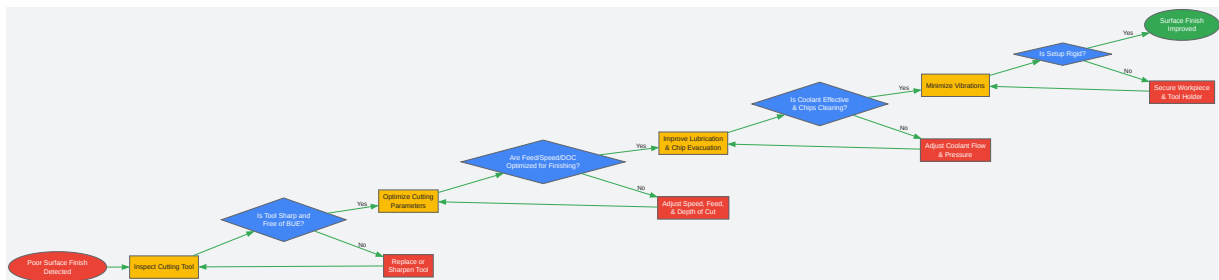 Poor Surface Finish
Detected
Inspect Cutting Tool
Is Tool Sharp and
Free of BUE?
Yes
No
Replace or
Sharpen Tool
Optimize Cutting
Parameters
Are Feed/Speed/DOC
Optimized for Finishing?
Yes
No
Adjust Speed, Feed,
& Depth of Cut
Improve Lubrication
& Chip Evacuation
Is Coolant Effective
& Chips Clearing?
Yes
No
Adjust Coolant Flow
& Pressure
Minimize Vibrations
Is Setup Rigid?
Yes
No
Secure Workpiece
& Tool Holder
Surface Finish
Improved